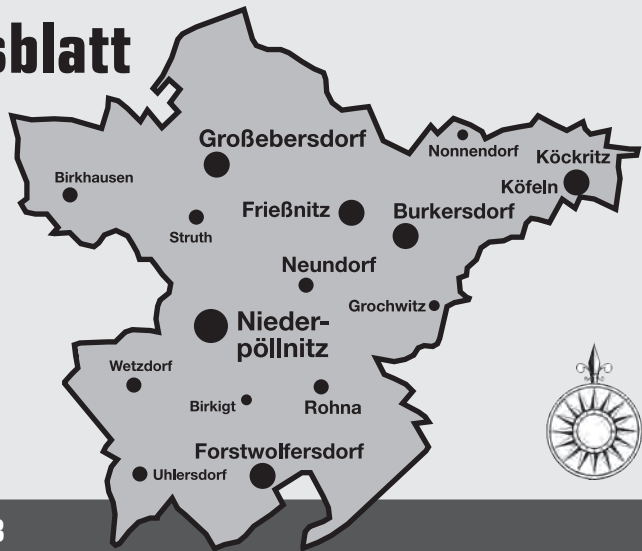 sblatt
Großebersdorf
Nonnendorf
Köckritz
Birkhausen
Köfeln
Frießnitz
Burkersdorf
Struth
Neundorf
Grochwitz
Nieder-
pöllnitz
Wetzdorf
Birkigt
Rohna
Forstwolfersdorf
Uhlersdorf